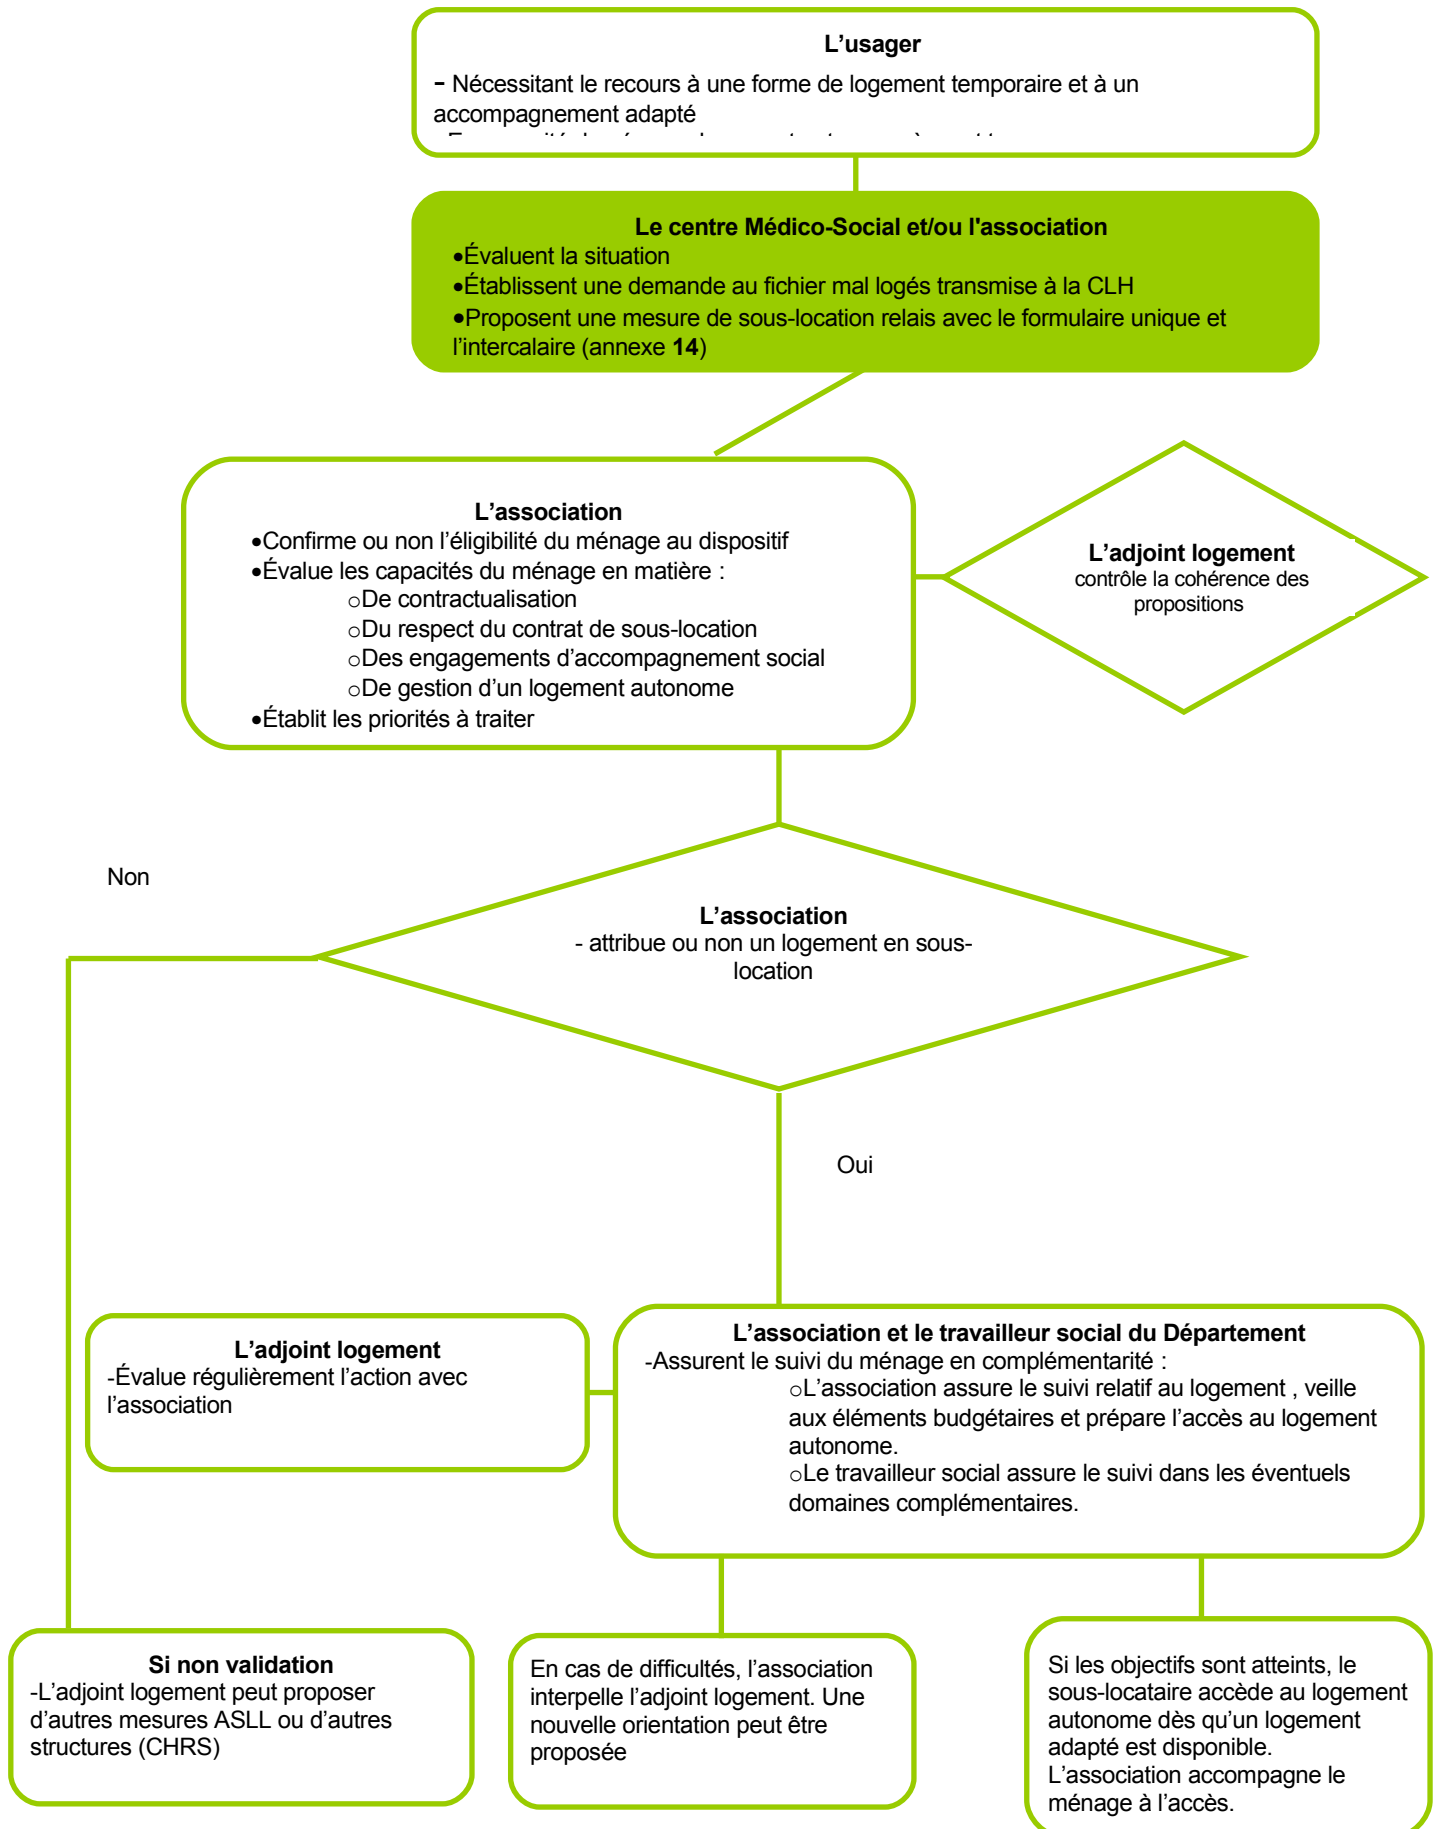 L’usager
- Nécessitant le recours à une forme de logement temporaire et à un
accompagnement adapté
Le centre Médico-Social et/ou l'association
•Évaluent la situation
•Établissent une demande au fichier mal logés transmise à la CLH
•Proposent une mesure de sous-location relais avec le formulaire unique et
l’intercalaire (annexe 14)
L’association
•Confirme ou non l’éligibilité du ménage au dispositif
•Évalue les capacités du ménage en matière :
oDe contractualisation
oDu respect du contrat de sous-location
oDes engagements d’accompagnement social
oDe gestion d’un logement autonome
•Établit les priorités à traiter
L’adjoint logement
contrôle la cohérence des
propositions
Non
L’association
- attribue ou non un logement en sous-
location
Oui
L’adjoint logement
-Évalue régulièrement l’action avec
l’association
L’association et le travailleur social du Département
-Assurent le suivi du ménage en complémentarité :
oL’association assure le suivi relatif au logement , veille
aux éléments budgétaires et prépare l’accès au logement
autonome.
oLe travailleur social assure le suivi dans les éventuels
domaines complémentaires.
Si non validation
-L’adjoint logement peut proposer
d’autres mesures ASLL ou d’autres
structures (CHRS)
En cas de difficultés, l’association
interpelle l’adjoint logement. Une
nouvelle orientation peut être
proposée
Si les objectifs sont atteints, le
sous-locataire accède au logement
autonome dès qu’un logement
adapté est disponible.
L’association accompagne le
ménage à l’accès.